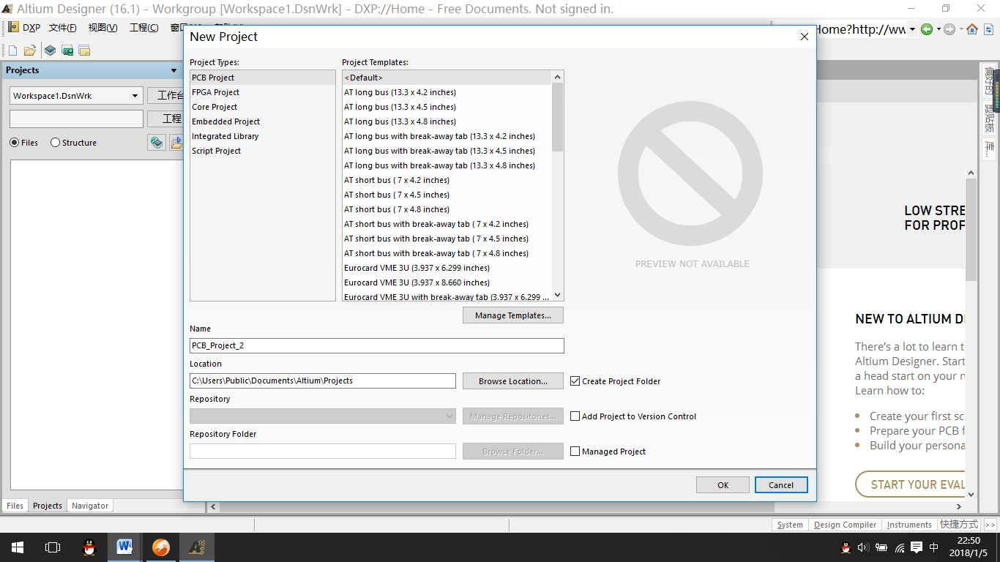 Altium Designer (16.1) - Workgroup [Workspace1.DsnWrk] - DXP://Home - Free Documents. Not signed in.
DXP 文件(F) 视图(V) 工程(C)
Home?http://ww
New Project
Projects
Workspace1.DsnWrk
工作台
工程
Files
Structure
Project Types:
PCB Project
FPGA Project
Core Project
Embedded Project
Integrated Library
Script Project
Project Templates:
<Default>
AT long bus (13.3 x 4.2 inches)
AT long bus (13.3 x 4.5 inches)
AT long bus (13.3 x 4.8 inches)
AT long bus with break-away tab (13.3 x 4.2 inches)
AT long bus with break-away tab (13.3 x 4.5 inches)
AT long bus with break-away tab (13.3 x 4.8 inches)
AT short bus ( 7 x 4.2 inches)
AT short bus ( 7 x 4.5 inches)
AT short bus ( 7 x 4.8 inches)
AT short bus with break-away tab ( 7 x 4.2 inches)
AT short bus with break-away tab ( 7 x 4.5 inches)
AT short bus with break-away tab ( 7 x 4.8 inches)
Eurocard VME 3U (3.937 x 6.299 inches)
Eurocard VME 3U (3.937 x 8.660 inches)
Eurocard VME 3U with break-away tab (3.937 x 6.299 ...
PREVIEW NOT AVAILABLE
Manage Templates...
Name
PCB_Project_2
Location
C:\Users\Public\Documents\Altium\Projects
Browse Location...
Create Project Folder
Repository
Manage Repositories...
Add Project to Version Control
Repository Folder
Browse Folder...
Managed Project
OK
Cancel
偏好的
剪贴板
库...
LOW STRE
FOR PROF
NEW TO ALTIUM D
There's a lot to learn t
Altium Designer. Start
a head start on your n
Learn how to:
Create your first sc
Prepare your PCB f
Build your persona
START YOUR EVAL
Files Projects Navigator
System Design Compiler Instruments 快捷方式 >>
中
22:50
2018/1/5